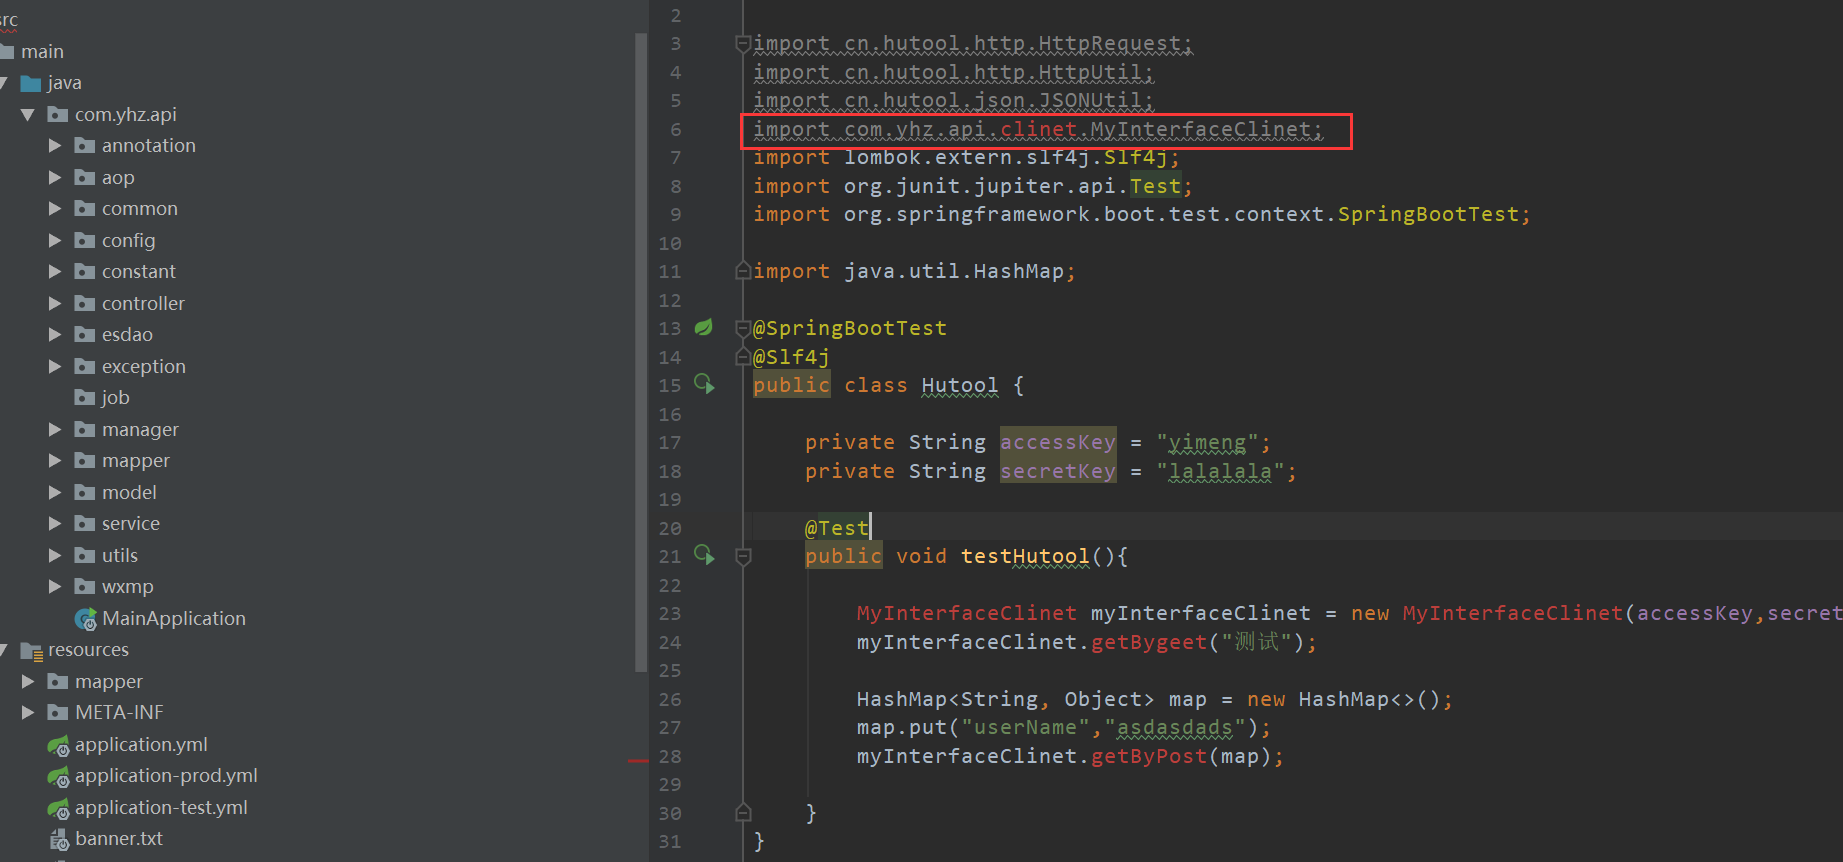 src
main
java
com.yhz.api
annotation
aop
common
config
constant
controller
esdao
exception
job
manager
mapper
model
service
utils
wxmp
MainApplication
resources
mapper
META-INF
application.yml
application-prod.yml
application-test.yml
banner.txt
2
3 import cn.hutool.http.HttpRequest;
4 import cn.hutool.http.HttpUtil;
5 import cn.hutool.json.JSONUtil;
6 import com.yhz.api.clinet.MyInterfaceClinet;
7 import lombok.extern.slf4j.Slf4j;
8 import org.junit.jupiter.api.Test;
9 import org.springframework.boot.test.context.SpringBootTest;
10
11 import java.util.HashMap;
12
13 @SpringBootTest
14 @Slf4j
15 public class Hutool {
16
17 private String accessKey = "yimeng";
18 private String secretKey = "lalalala";
19
20 @Test
21 public void testHutool(){
22
23 MyInterfaceClinet myInterfaceClinet = new MyInterfaceClinet(accessKey,secret
24 myInterfaceClinet.getBygeet("测试");
25
26 HashMap<String, Object> map = new HashMap<>();
27 map.put("userName","asdasdads");
28 myInterfaceClinet.getByPost(map);
29
30 }
31 }